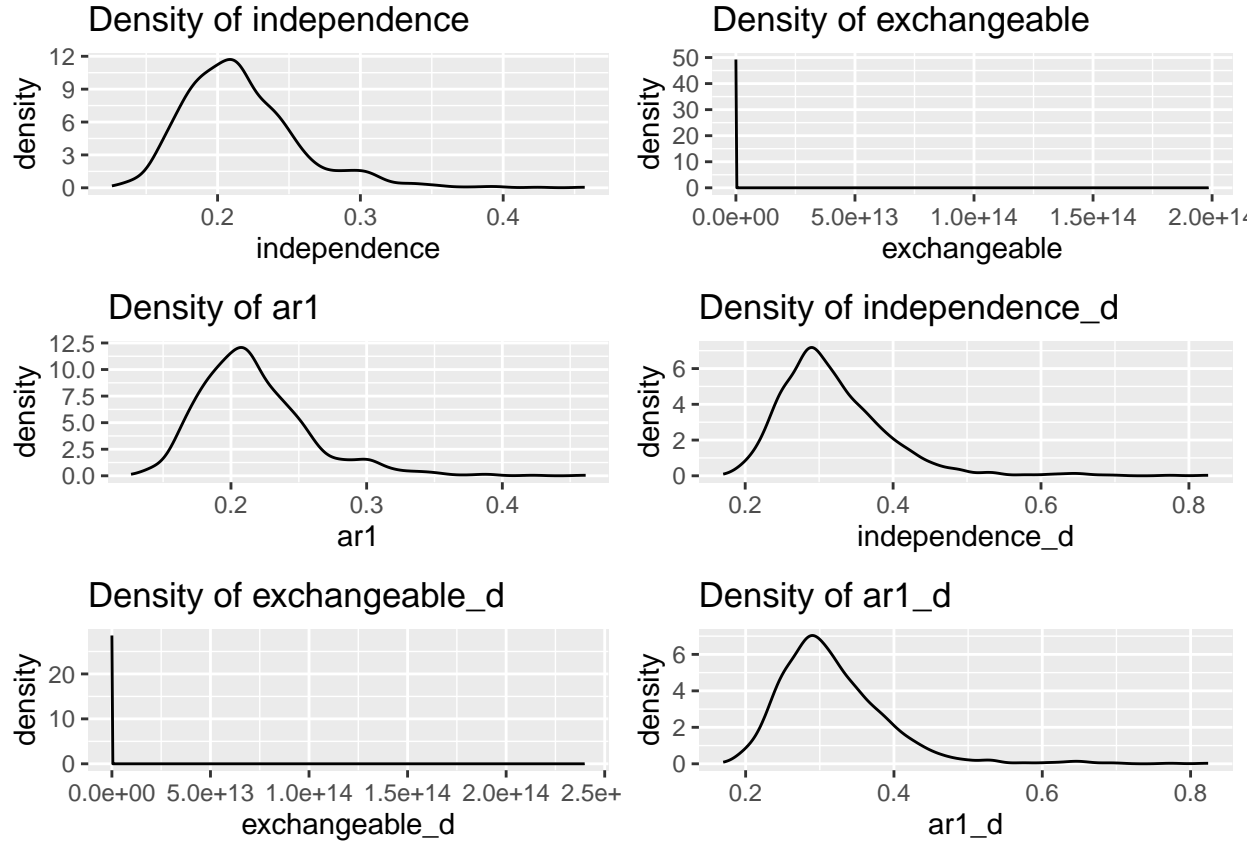 Density of independence
density
12
9
6
3
0
0.2 0.3 0.4
independence
Density of exchangeable
density
50
40
30
20
10
0
0.0e+00 5.0e+13 1.0e+14 1.5e+14 2.0e+14
exchangeable
Density of ar1
density
12.5
10.0
7.5
5.0
2.5
0.0
0.2 0.3 0.4
ar1
Density of independence_d
density
6
4
2
0
0.2 0.4 0.6 0.8
independence_d
Density of exchangeable_d
density
20
10
0
0.0e+00 5.0e+13 1.0e+14 1.5e+14 2.0e+14 2.5e+
exchangeable_d
Density of ar1_d
density
6
4
2
0
0.2 0.4 0.6 0.8
ar1_d